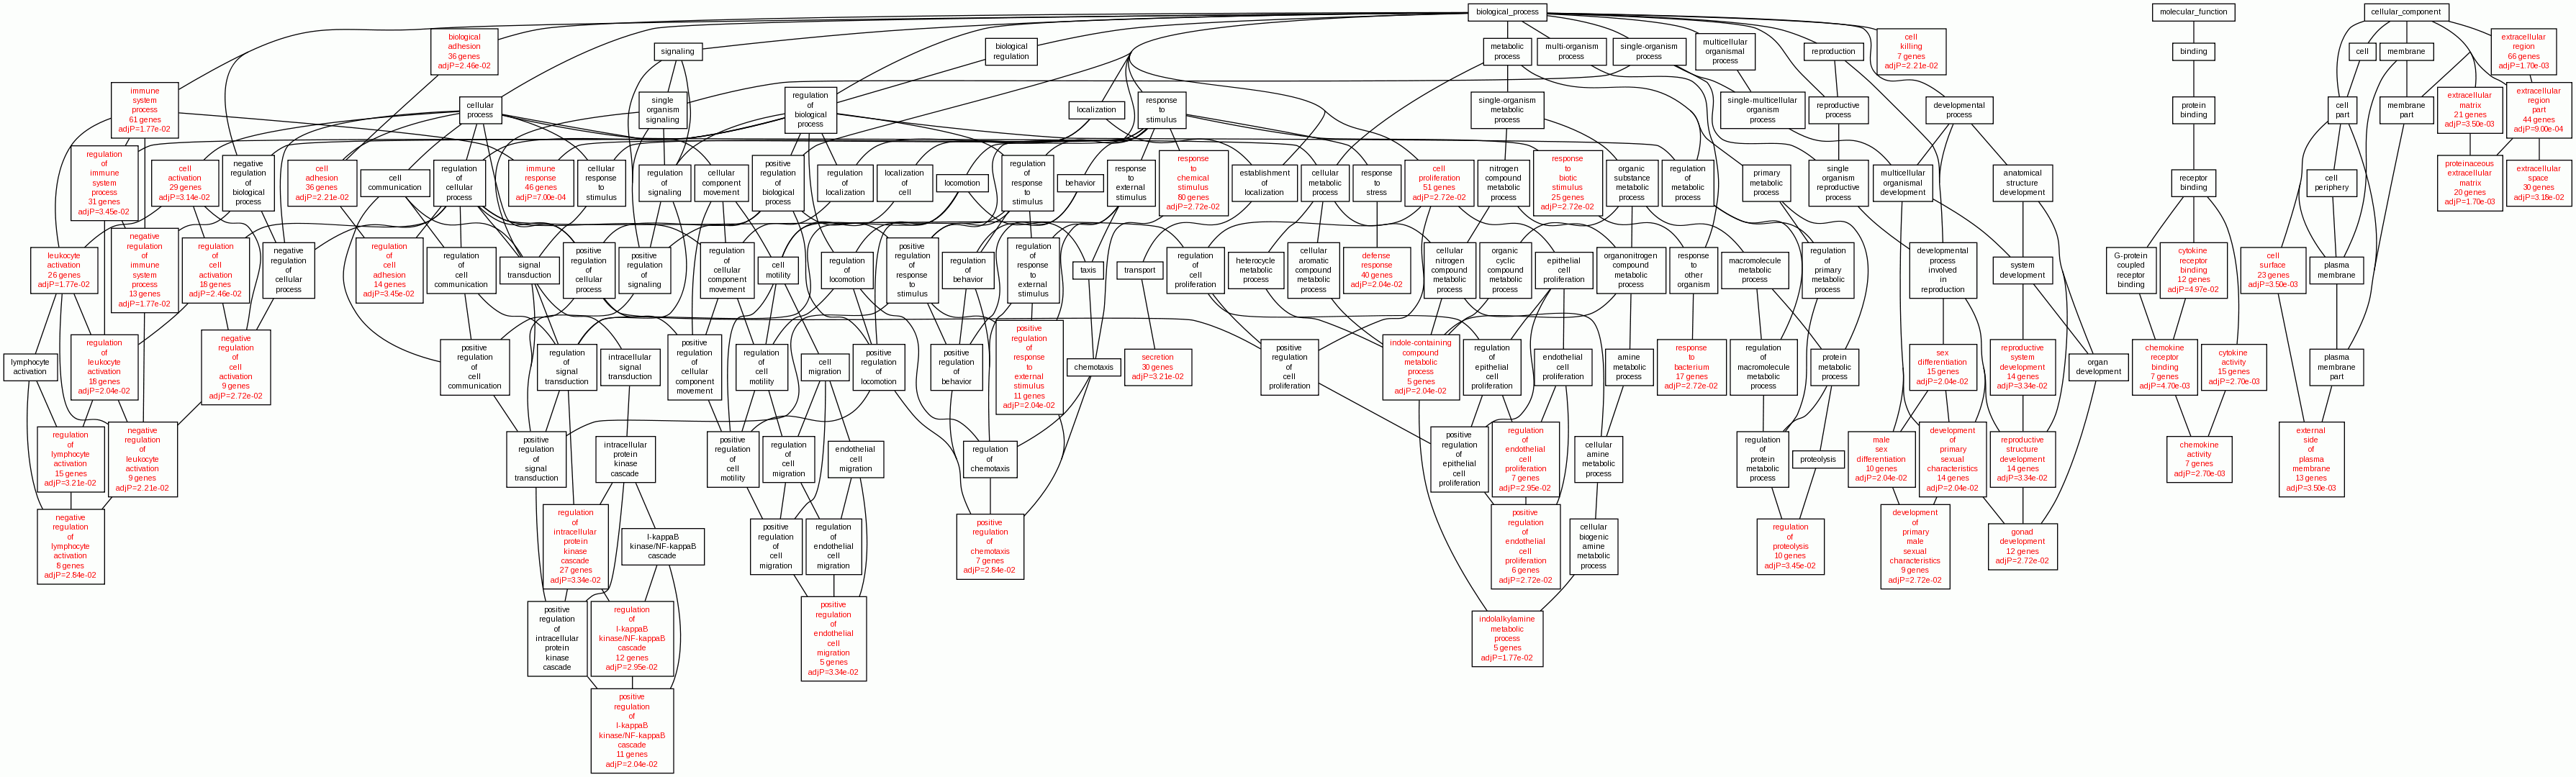 biological_process
molecular_function
cellular_component
biological
adhesion
36 genes
adjP=2.46e-02
signaling
biological
regulation
metabolic
process
multi-organism
process
single-organism
process
multicellular
organismal
process
reproduction
cell
killing
7 genes
adjP=2.21e-02
binding
cell
membrane
extracellular
region
66 genes
adjP=1.70e-03
immune
system
process
61 genes
adjP=1.77e-02
cellular
process
single
organism
signaling
regulation
of
biological
process
localization
response
to
stimulus
single-organism
metabolic
process
single-multicellular
organism
process
reproductive
process
developmental
process
protein
binding
cell
part
membrane
part
extracellular
matrix
21 genes
adjP=3.50e-03
extracellular
region
part
44 genes
adjP=9.00e-04
regulation
of
immune
system
process
31 genes
adjP=3.45e-02
cell
activation
29 genes
adjP=3.14e-02
negative
regulation
of
biological
process
cell
adhesion
36 genes
adjP=2.21e-02
cell
communication
regulation
of
cellular
process
immune
response
46 genes
adjP=7.00e-04
cellular
response
to
stimulus
regulation
of
signaling
cellular
component
movement
positive
regulation
of
biological
process
regulation
of
localization
localization
of
cell
locomotion
regulation
of
response
to
stimulus
behavior
response
to
external
stimulus
response
to
chemical
stimulus
80 genes
adjP=2.72e-02
establishment
of
localization
cellular
metabolic
process
response
to
stress
cell
proliferation
51 genes
adjP=2.72e-02
nitrogen
compound
metabolic
process
response
to
biotic
stimulus
25 genes
adjP=2.72e-02
organic
substance
metabolic
process
regulation
of
metabolic
process
primary
metabolic
process
single
organism
reproductive
process
multicellular
organismal
development
anatomical
structure
development
receptor
binding
cell
periphery
proteinaceous
extracellular
matrix
20 genes
adjP=1.70e-03
extracellular
space
30 genes
adjP=3.18e-02
leukocyte
activation
26 genes
adjP=1.77e-02
negative
regulation
of
immune
system
process
13 genes
adjP=1.77e-02
regulation
of
cell
activation
18 genes
adjP=2.46e-02
negative
regulation
of
cellular
process
regulation
of
cell
adhesion
14 genes
adjP=3.45e-02
regulation
of
cell
communication
signal
transduction
positive
regulation
of
cellular
process
positive
regulation
of
signaling
regulation
of
cellular
component
movement
cell
motility
regulation
of
locomotion
positive
regulation
of
response
to
stimulus
regulation
of
behavior
regulation
of
response
to
external
stimulus
taxis
transport
regulation
of
cell
proliferation
heterocycle
metabolic
process
cellular
aromatic
compound
metabolic
process
defense
response
40 genes
adjP=2.04e-02
cellular
nitrogen
compound
metabolic
process
organic
cyclic
compound
metabolic
process
epithelial
cell
proliferation
organonitrogen
compound
metabolic
process
response
to
other
organism
macromolecule
metabolic
process
regulation
of
primary
metabolic
process
developmental
process
involved
in
reproduction
system
development
G-protein
coupled
receptor
binding
cytokine
receptor
binding
12 genes
adjP=4.97e-02
cell
surface
23 genes
adjP=3.50e-03
plasma
membrane
lymphocyte
activation
regulation
of
leukocyte
activation
18 genes
adjP=2.04e-02
negative
regulation
of
cell
activation
9 genes
adjP=2.72e-02
positive
regulation
of
cell
communication
regulation
of
signal
transduction
intracellular
signal
transduction
positive
regulation
of
cellular
component
movement
regulation
of
cell
motility
cell
migration
positive
regulation
of
locomotion
positive
regulation
of
behavior
positive
regulation
of
response
to
external
stimulus
11 genes
adjP=2.04e-02
chemotaxis
secretion
30 genes
adjP=3.21e-02
positive
regulation
of
cell
proliferation
indole-containing
compound
metabolic
process
5 genes
adjP=2.04e-02
regulation
of
epithelial
cell
proliferation
endothelial
cell
proliferation
amine
metabolic
process
response
to
bacterium
17 genes
adjP=2.72e-02
regulation
of
macromolecule
metabolic
process
protein
metabolic
process
sex
differentiation
15 genes
adjP=2.04e-02
reproductive
system
development
14 genes
adjP=3.34e-02
organ
development
chemokine
receptor
binding
7 genes
adjP=4.70e-03
cytokine
activity
15 genes
adjP=2.70e-03
plasma
membrane
part
regulation
of
lymphocyte
activation
15 genes
adjP=3.21e-02
negative
regulation
of
leukocyte
activation
9 genes
adjP=2.21e-02
positive
regulation
of
signal
transduction
intracellular
protein
kinase
cascade
positive
regulation
of
cell
motility
regulation
of
cell
migration
endothelial
cell
migration
regulation
of
chemotaxis
positive
regulation
of
epithelial
cell
proliferation
regulation
of
endothelial
cell
proliferation
7 genes
adjP=2.95e-02
cellular
amine
metabolic
process
regulation
of
protein
metabolic
process
proteolysis
male
sex
differentiation
10 genes
adjP=2.04e-02
development
of
primary
sexual
characteristics
14 genes
adjP=2.04e-02
reproductive
structure
development
14 genes
adjP=3.34e-02
chemokine
activity
7 genes
adjP=2.70e-03
external
side
of
plasma
membrane
13 genes
adjP=3.50e-03
negative
regulation
of
lymphocyte
activation
8 genes
adjP=2.84e-02
regulation
of
intracellular
protein
kinase
cascade
27 genes
adjP=3.34e-02
I-kappaB
kinase/NF-kappaB
cascade
positive
regulation
of
cell
migration
regulation
of
endothelial
cell
migration
positive
regulation
of
chemotaxis
7 genes
adjP=2.84e-02
positive
regulation
of
endothelial
cell
proliferation
6 genes
adjP=2.72e-02
cellular
biogenic
amine
metabolic
process
regulation
of
proteolysis
10 genes
adjP=3.45e-02
development
of
primary
male
sexual
characteristics
9 genes
adjP=2.72e-02
gonad
development
12 genes
adjP=2.72e-02
positive
regulation
of
intracellular
protein
kinase
cascade
regulation
of
I-kappaB
kinase/NF-kappaB
cascade
12 genes
adjP=2.95e-02
positive
regulation
of
endothelial
cell
migration
5 genes
adjP=3.34e-02
indolalkylamine
metabolic
process
5 genes
adjP=1.77e-02
positive
regulation
of
I-kappaB
kinase/NF-kappaB
cascade
11 genes
adjP=2.04e-02